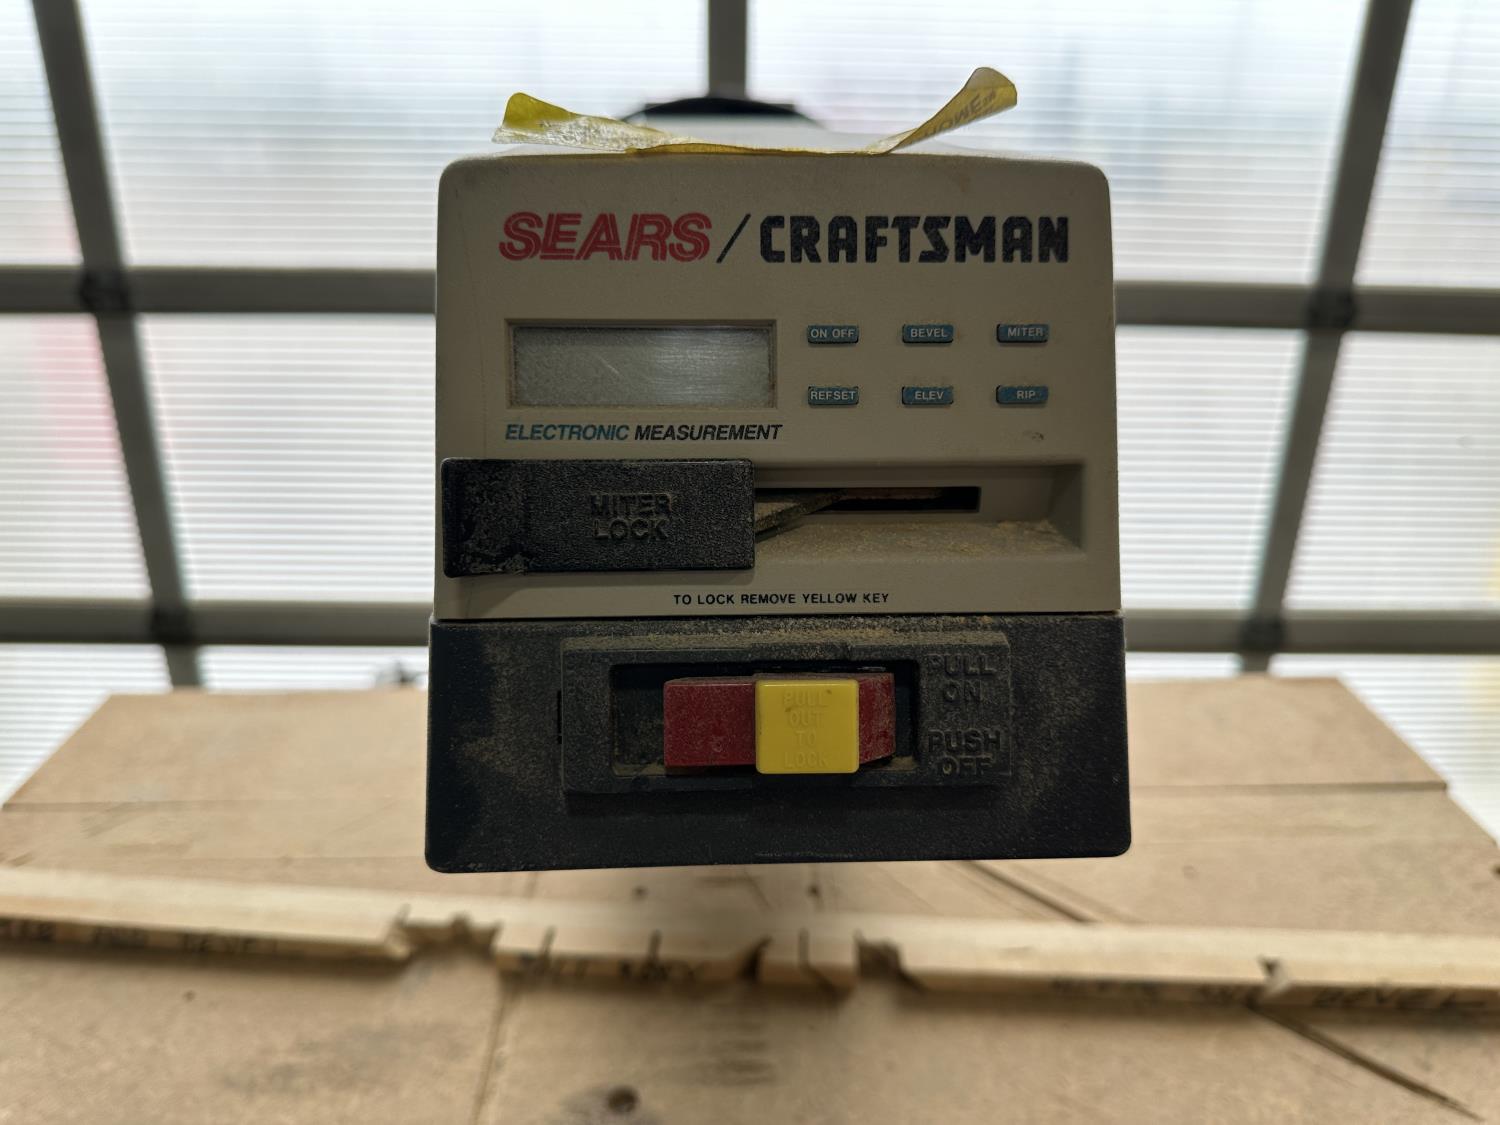 SEARS / CRAFTSMAN
ON OFF BEVEL MITER
REFSET ELEV RIP
ELECTRONIC MEASUREMENT
MITER
LOCK
TO LOCK REMOVE YELLOW KEY
PULL
OUT
TO
LOCK
PULL
ON
PUSH
OFF
BEVEL